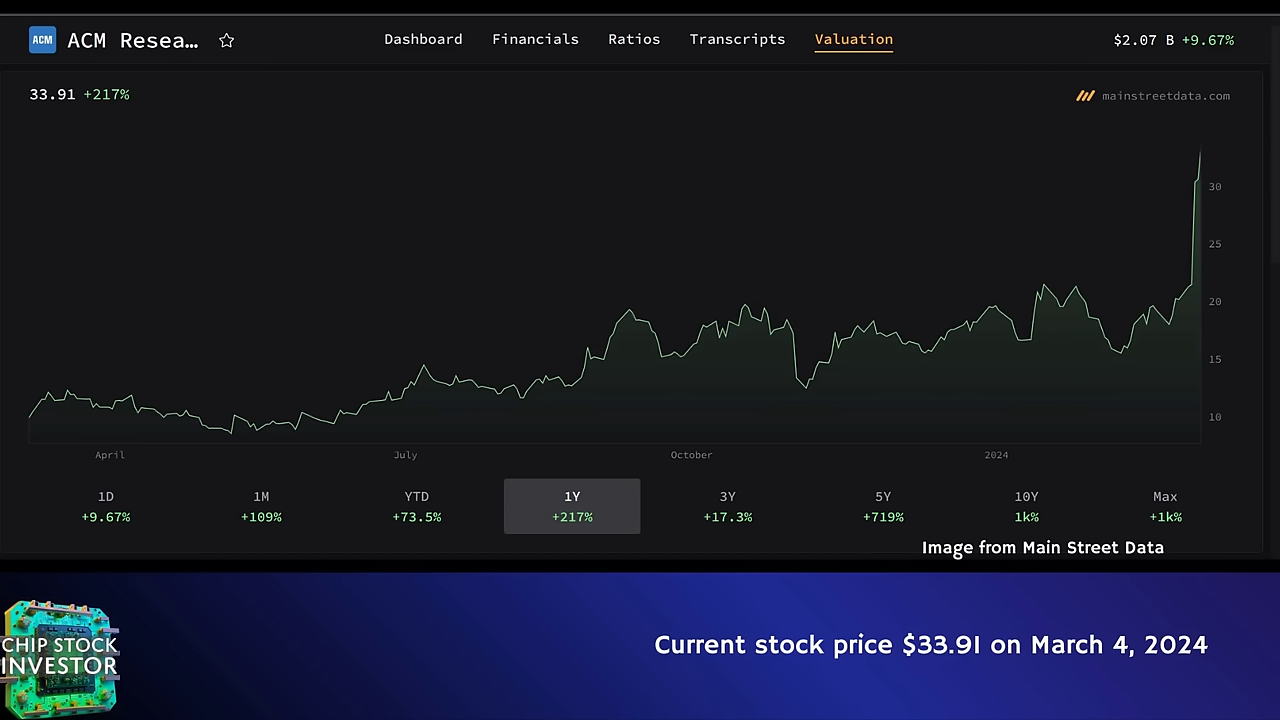 ACM ACM Resea… Dashboard Financials Ratios Transcripts Valuation $2.07 B +9.67%
33.91 +217% mainstreetdata.com
30
25
20
15
10
April July October 2024
1D 1M YTD 1Y 3Y 5Y 10Y Max
+9.67% +109% +73.5% +217% +17.3% +719% 1k% +1k%
Image from Main Street Data
CHIP STOCK
INVESTOR
Current stock price $33.91 on March 4, 2024